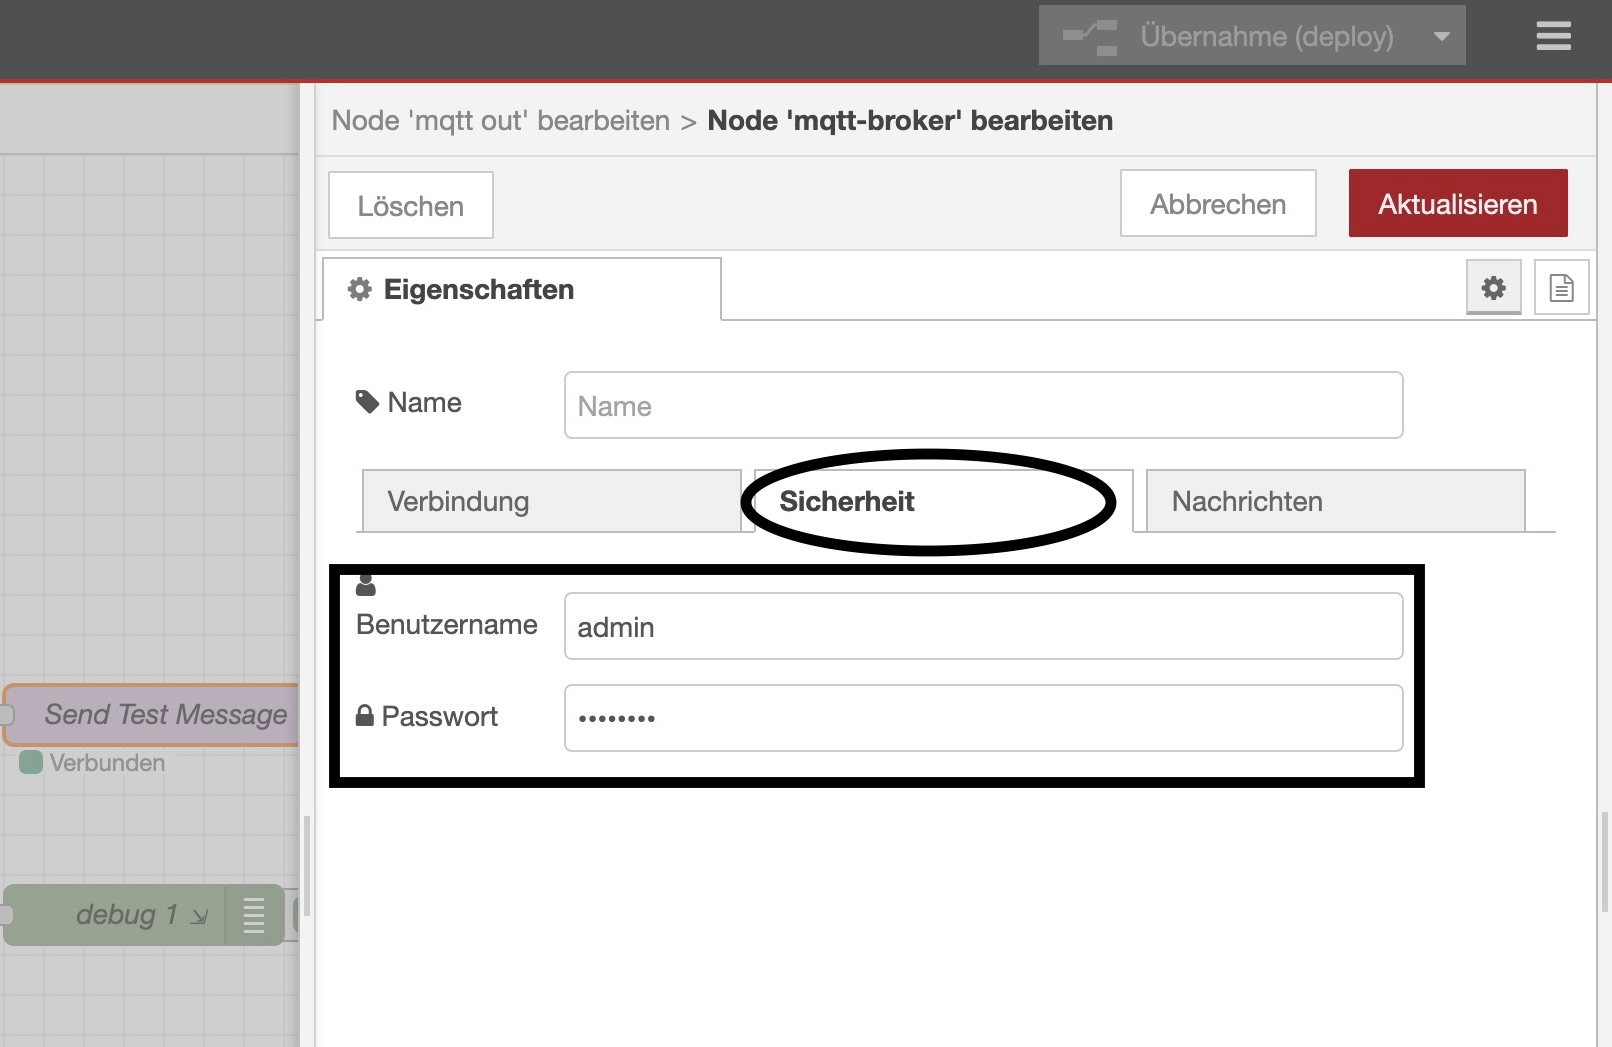 Übernahme (deploy)
Node 'mqtt out' bearbeiten > Node 'mqtt-broker' bearbeiten
Löschen
Abbrechen
Aktualisieren
Eigenschaften
Name
Name
Verbindung
Sicherheit
Nachrichten
Benutzername
admin
Passwort
••••••••
Send Test Message
Verbunden
debug 1